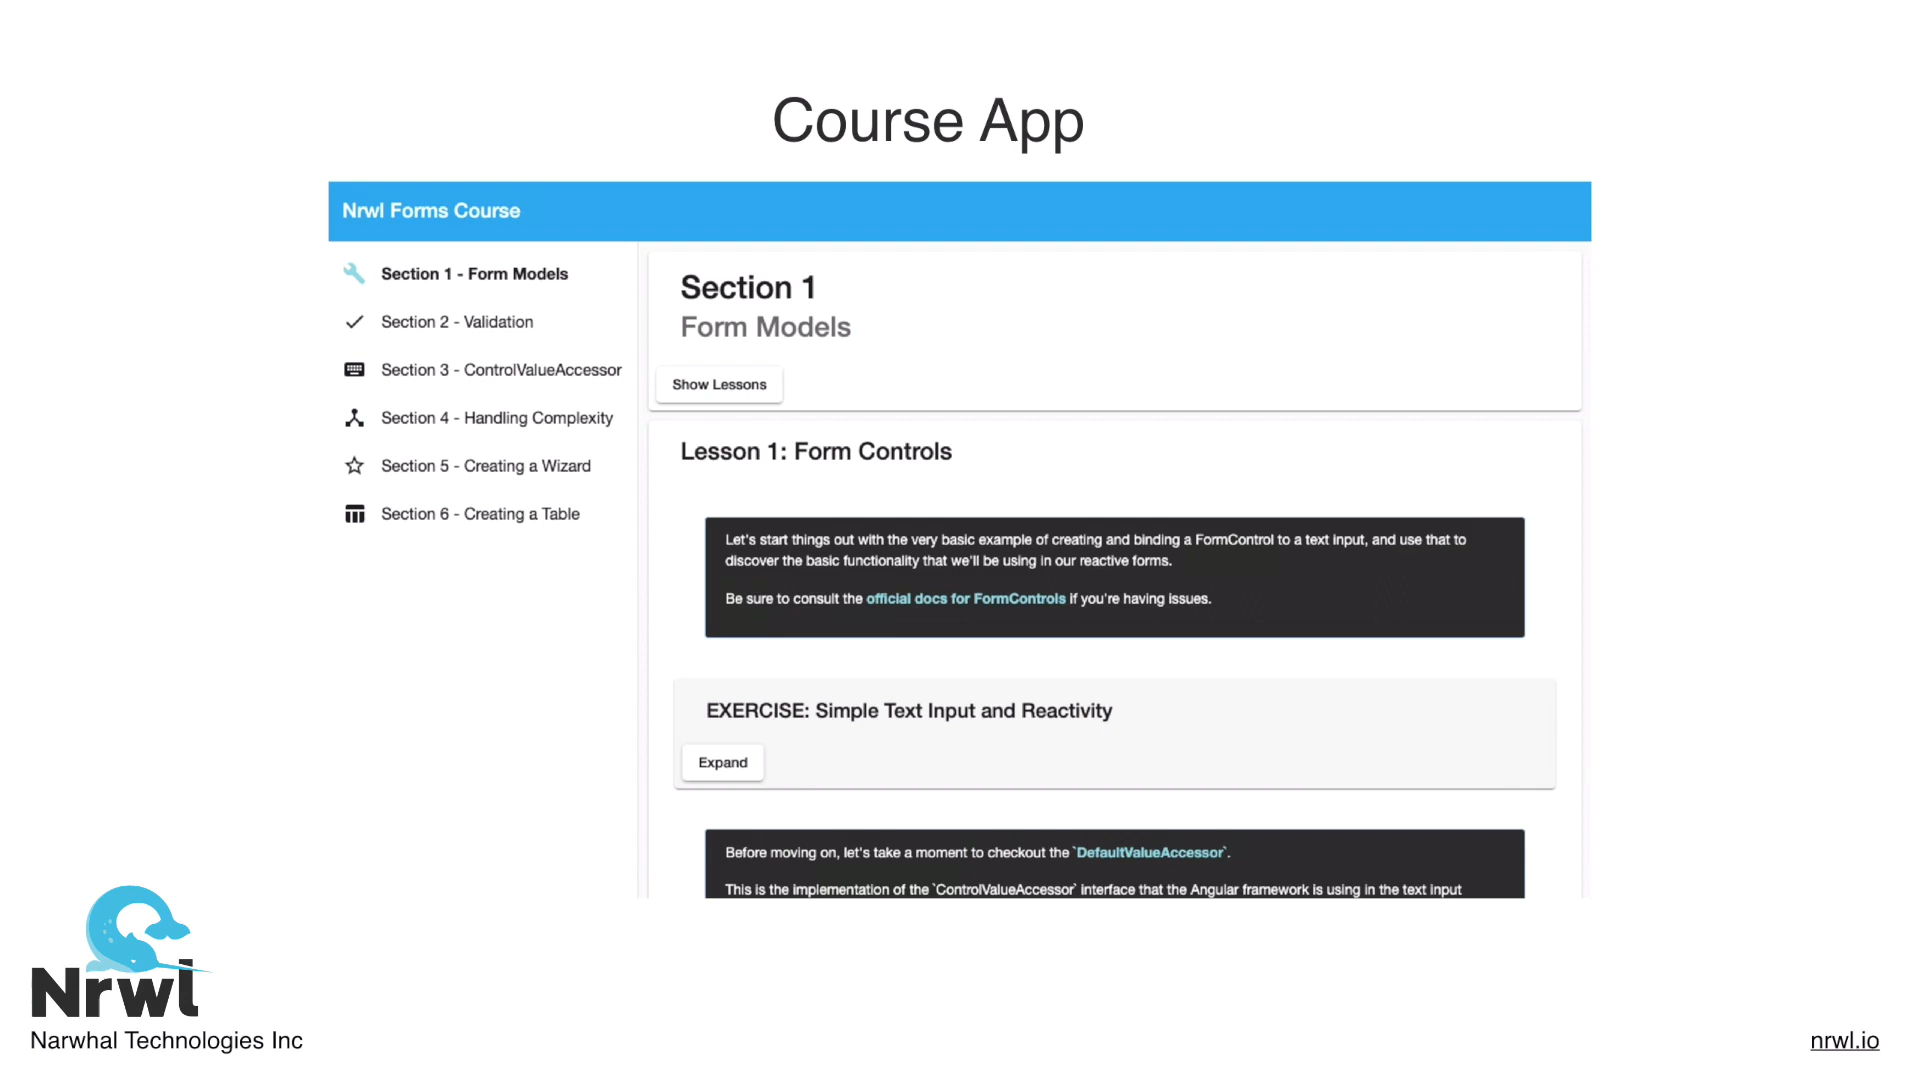 Course App
Nrwl Forms Course
Section 1 - Form Models
Section 2 - Validation
Section 3 - ControlValueAccessor
Section 4 - Handling Complexity
Section 5 - Creating a Wizard
Section 6 - Creating a Table
Section 1
Form Models
Show Lessons
Lesson 1: Form Controls
Let's start things out with the very basic example of creating and binding a FormControl to a text input, and use that to
discover the basic functionality that we'll be using in our reactive forms.
Be sure to consult the official docs for FormControls if you're having issues.
EXERCISE: Simple Text Input and Reactivity
Expand
Before moving on, let's take a moment to checkout the `DefaultValueAccessor`.
This is the implementation of the `ControlValueAccessor` interface that the Angular framework is using in the text input
Nrwl
Narwhal Technologies Inc
nrwl.io